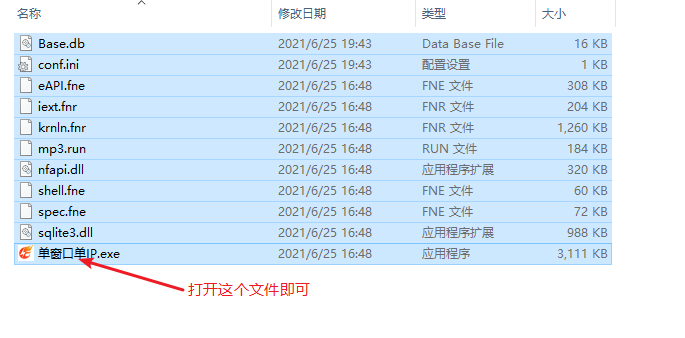 名称 修改日期 类型 大小
Base.db 2021/6/25 19:43 Data Base File 16 KB
conf.ini 2021/6/25 19:43 配置设置 1 KB
eAPI.fne 2021/6/25 16:48 FNE 文件 308 KB
iext.fnr 2021/6/25 16:48 FNR 文件 204 KB
krnln.fnr 2021/6/25 16:48 FNR 文件 1,260 KB
mp3.run 2021/6/25 16:48 RUN 文件 184 KB
nfapi.dll 2021/6/25 16:48 应用程序扩展 320 KB
shell.fne 2021/6/25 16:48 FNE 文件 60 KB
spec.fne 2021/6/25 16:48 FNE 文件 72 KB
sqlite3.dll 2021/6/25 16:48 应用程序扩展 988 KB
单窗口单IP.exe 2021/6/25 16:48 应用程序 3,111 KB
打开这个文件即可